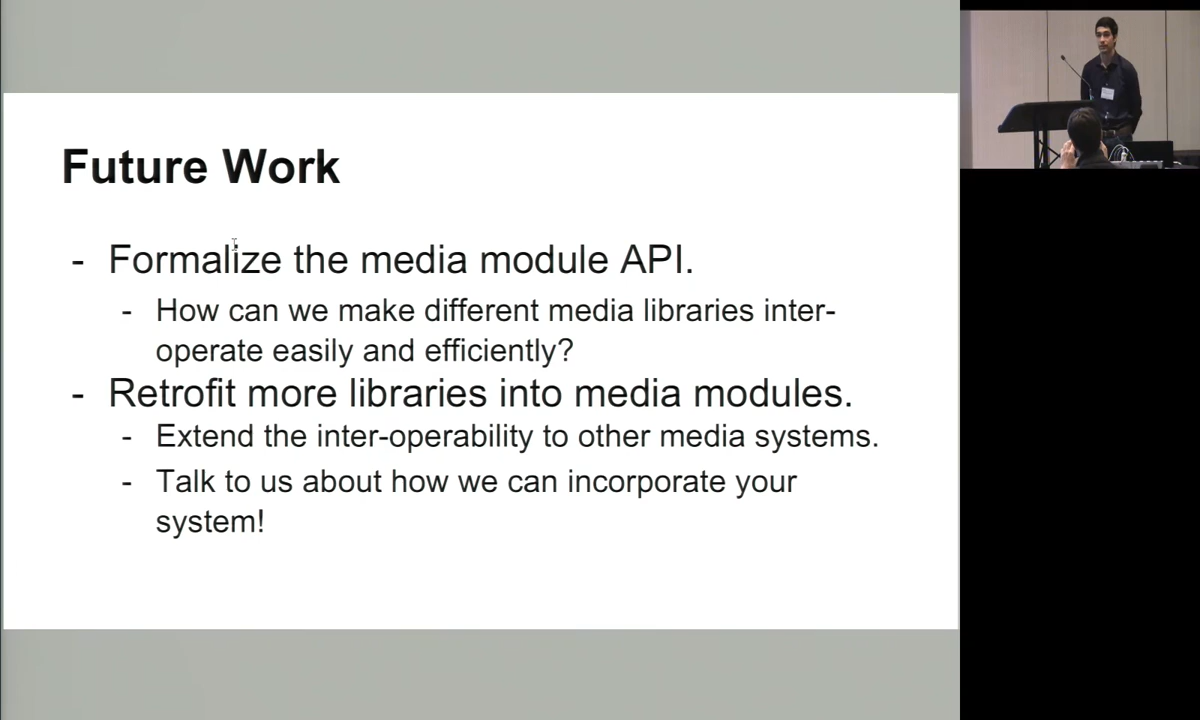 Future Work
- Formalize the media module API.
- How can we make different media libraries inter-
operate easily and efficiently?
- Retrofit more libraries into media modules.
- Extend the inter-operability to other media systems.
- Talk to us about how we can incorporate your
system!